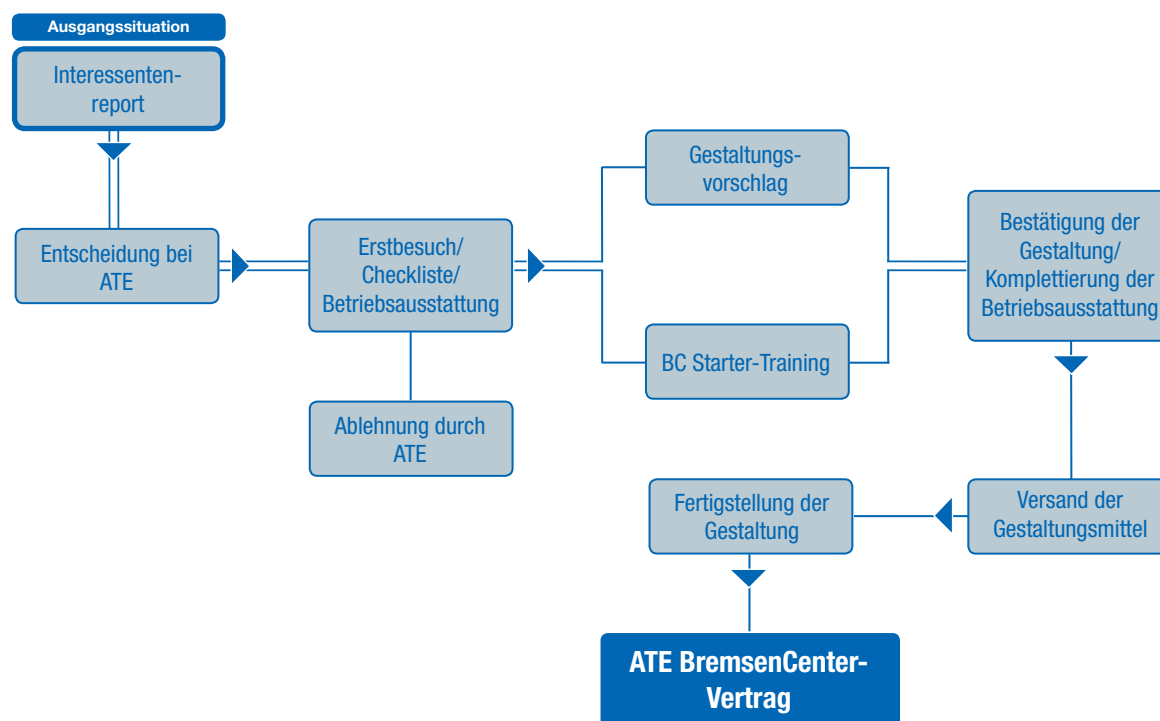 Ausgangssituation
Interessenten-
report
Entscheidung bei
ATE
Erstbesuch/
Checkliste/
Betriebsausstattung
Ablehnung durch
ATE
Gestaltungs-
vorschlag
BC Starter-Training
Bestätigung der
Gestaltung/
Komplettierung der
Betriebsausstattung
Versand der
Gestaltungsmittel
Fertigstellung der
Gestaltung
ATE BremsenCenter-
Vertrag